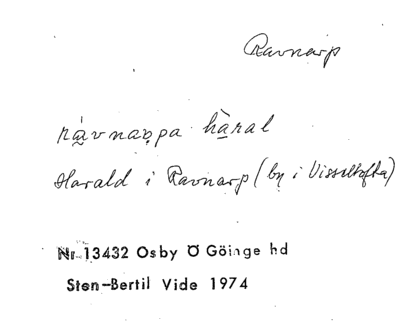 Ravnarp
rávnarpa hàral
Harald i Ravnarp (by i Visseltofta)
Nr 13432 Osby Ö Göinge hd
Sten-Bertil Vide 1974